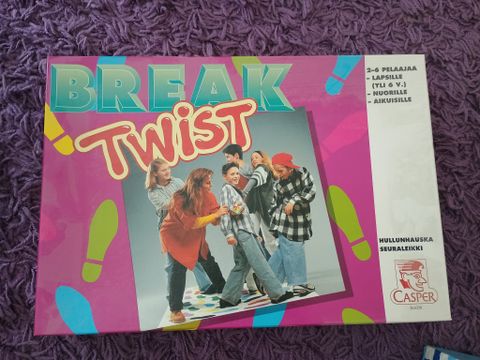 BREAK
TWIST
2-6 PELAAJAA
- LAPSILLE
(YLI 6 V.)
- NUORILLE
- AIKUISILLE
HULLUNHAUSKA
SEURALEIKKI
CASPER